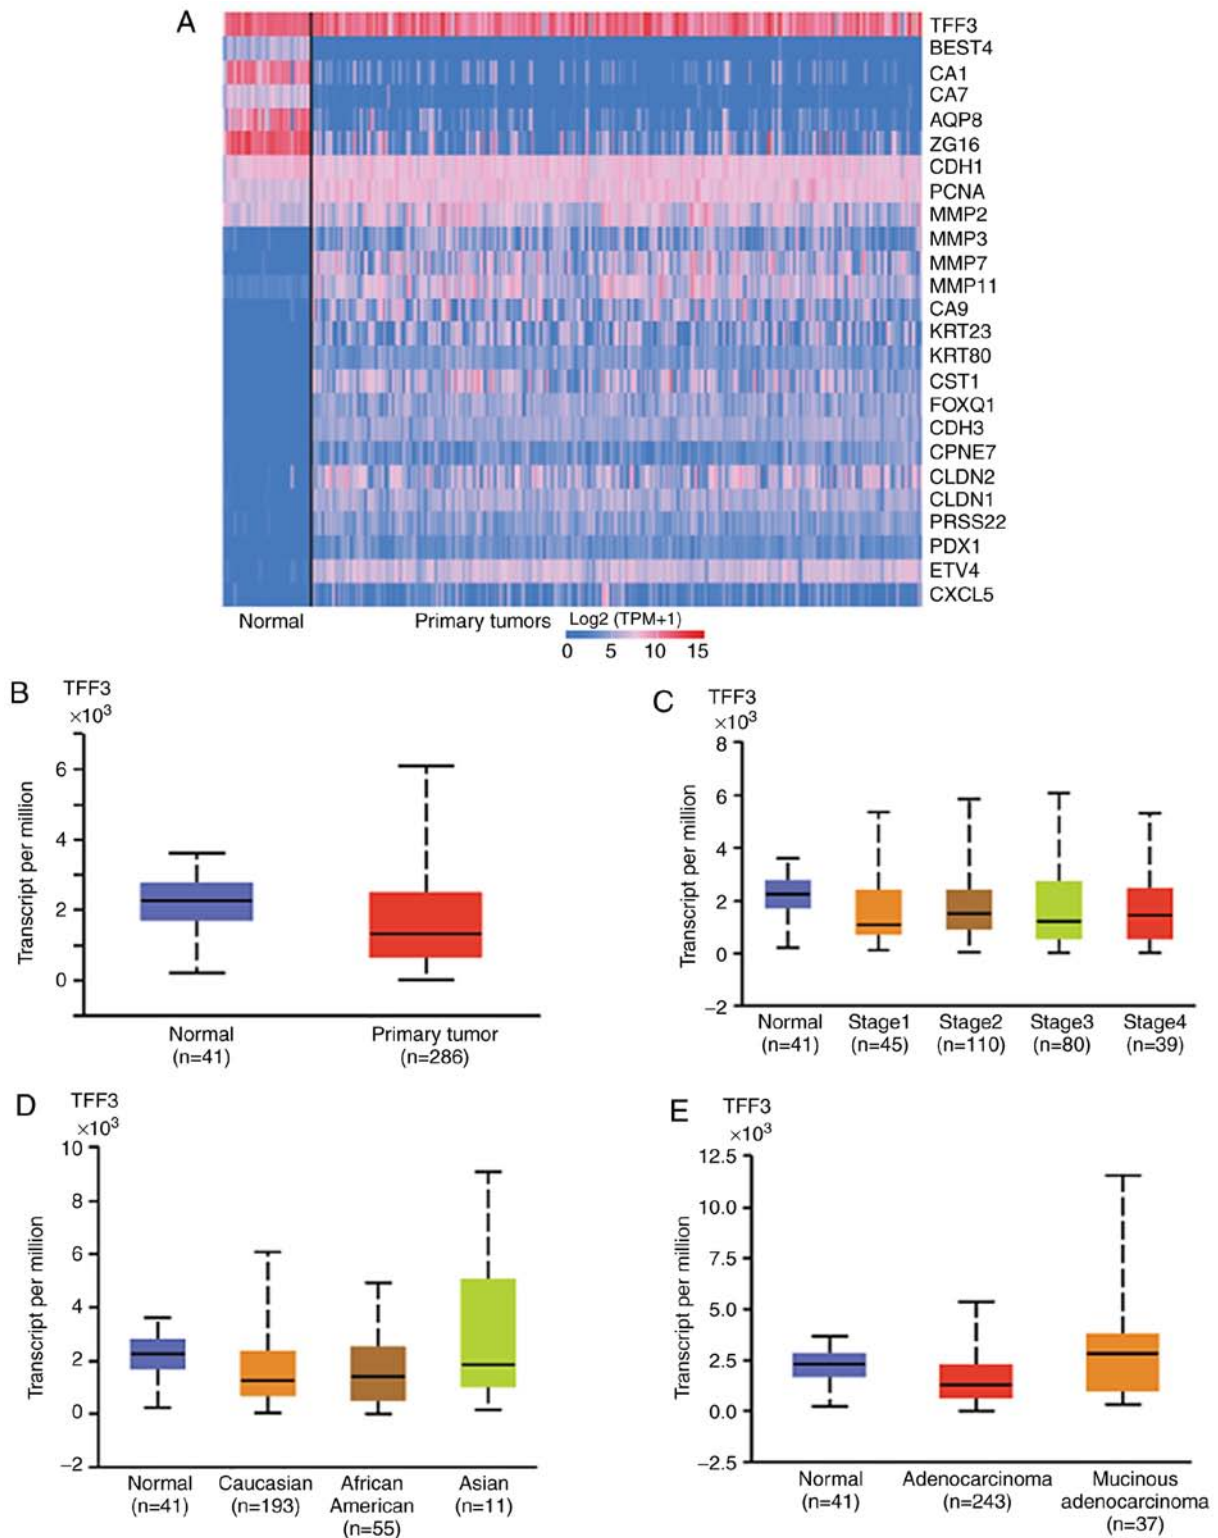 A
TFF3
BEST4
CA1
CA7
AQP8
ZG16
CDH1
PCNA
MMP2
MMP3
MMP7
MMP11
CA9
KRT23
KRT80
CST1
FOXQ1
CDH3
CPNE7
CLDN2
CLDN1
PRSS22
PDX1
ETV4
CXCL5
Normal Primary tumors Log2 (TPM+1)
0 5 10 15
B
TFF3
×10³
Transcript per million
6
4
2
0
Normal Primary tumor
(n=41) (n=286)
C
TFF3
×10³
Transcript per million
8
6
4
2
0
−2
Normal Stage1 Stage2 Stage3 Stage4
(n=41) (n=45) (n=110) (n=80) (n=39)
D
TFF3
×10³
Transcript per million
10
8
6
4
2
0
−2
Normal Caucasian African Asian
(n=41) (n=193) American (n=11)
(n=55)
E
TFF3
×10³
Transcript per million
12.5
10.0
7.5
5.0
2.5
0.0
−2.5
Normal Adenocarcinoma Mucinous
(n=41) (n=243) adenocarcinoma
(n=37)